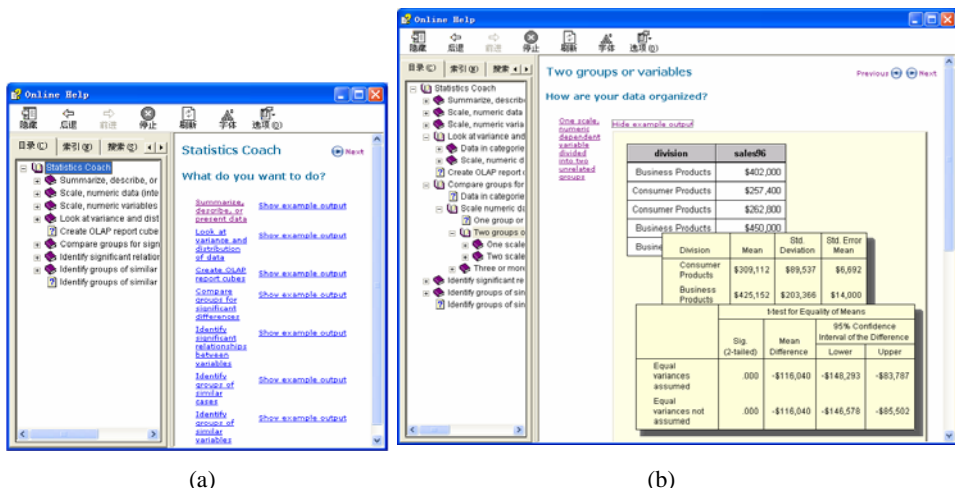 Online Help
隐藏 后退 前进 停止 刷新 字体 选项(O)
目录(C) 索引(N) 搜索(S)
Statistics Coach
Summarize, describe, or
Scale, numeric data (inte
Scale, numeric variables
Look at variance and dist
Create OLAP report cube
Compare groups for sign
Identify significant relation
Identify groups of similar
Identify groups of similar
Statistics Coach
Next
What do you want to do?
Summarize,
describe, or
present data
Show example output
Look at
variance and
distribution
of data
Show example output
Create OLAP
report cubes
Show example output
Compare
groups for
significant
differences
Show example output
Identify
significant
relationships
between
variables
Show example output
Identify
groups of
similar
cases
Show example output
Identify
groups of
similar
variables
Show example output
(a)
Online Help
隐藏 后退 前进 停止 刷新 字体 选项(O)
目录(C) 索引(N) 搜索
Statistics Coach
Summarize, describ
Scale, numeric data
Scale, numeric varia
Look at variance and
Data in categorie
Scale, numeric d
Create OLAP report c
Compare groups for
Data in categorie
Scale numeric da
One group or
Two groups o
One scale
Two scale
Three or mor
Identify significant re
Identify groups of sin
Identify groups of sin
Two groups or variables
Previous Next
How are your data organized?
One scale,
numeric
dependent
variable
divided
into two
unrelated
groups
Hide example output
division sales96
Business Products $402,000
Consumer Products $257,400
Consumer Products $262,800
Business Products $450,000
Busine
Division Mean Std. Deviation Std. Error Mean
Consumer Products $309,112 $89,537 $6,692
Business Products $425,152 $203,366 $14,000
t-test for Equality of Means
Sig. (2-tailed) Mean Difference 95% Confidence Interval of the Difference
Lower Upper
Equal variances assumed .000 -$116,040 -$148,293 -$83,787
Equal variances not assumed .000 -$116,040 -$146,578 -$85,502
(b)